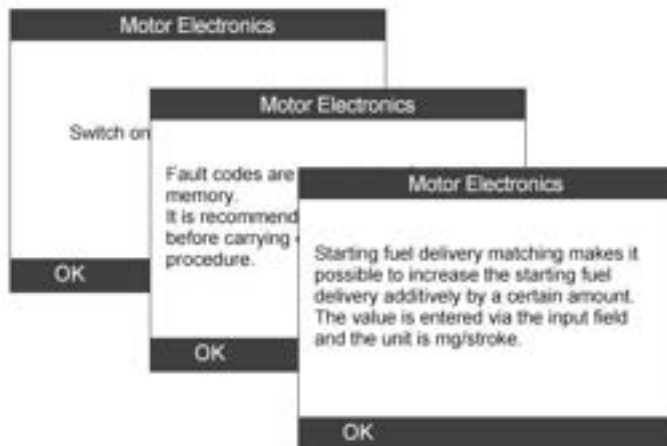 Motor Electronics
Switch on
OK
Motor Electronics
Fault codes are
memory.
It is recommend
before carrying
procedure.
OK
Motor Electronics
Starting fuel delivery matching makes it
possible to increase the starting fuel
delivery additively by a certain amount.
The value is entered via the input field
and the unit is mg/stroke.
OK